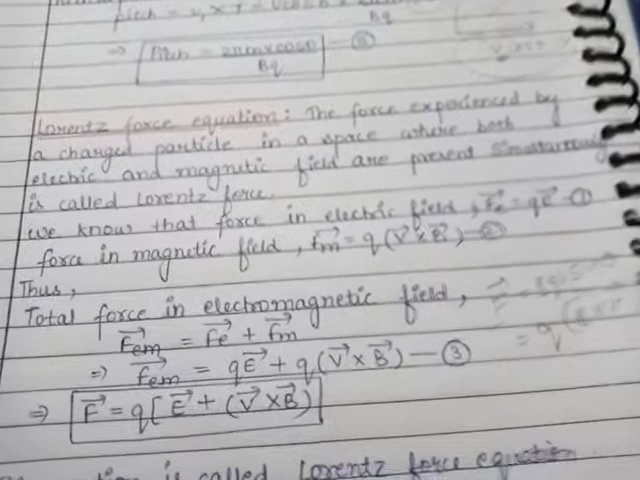 pitch = v₁ × T =
Bq
⇒ Pitch = 2πmvcosθ
Bq
Lorentz force equation: The force experienced by
a charged particle in a space where both
electric and magnetic field are present
is called Lorentz force.
We know that force in electric field, Fe→ = qE→ -①
force in magnetic field, fm→ = q(V→×B→) -②
Thus,
Total force in electromagnetic field,
Fem→ = Fe→ + fm→
⇒ fem→ = qE→ + q(V→×B→) — ③
⇒ F→ = q[E→ + (V→×B→)]
is called Lorentz force equation.